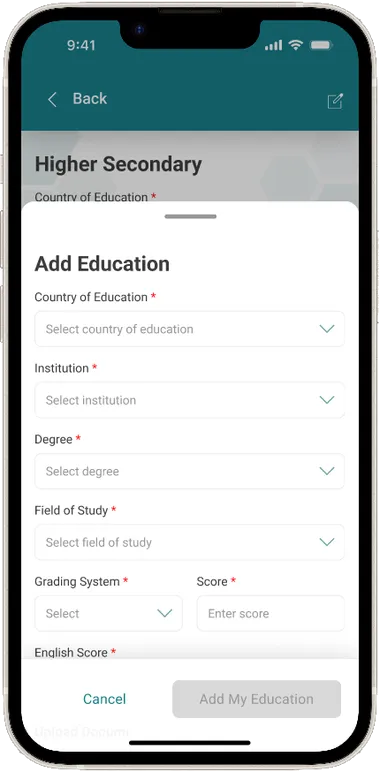 9:41
Back
Higher Secondary
Country of Education *
Add Education
Country of Education *
Select country of education
Institution *
Select institution
Degree *
Select degree
Field of Study *
Select field of study
Grading System * Score *
Select Enter score
English Score *
Cancel Add My Education